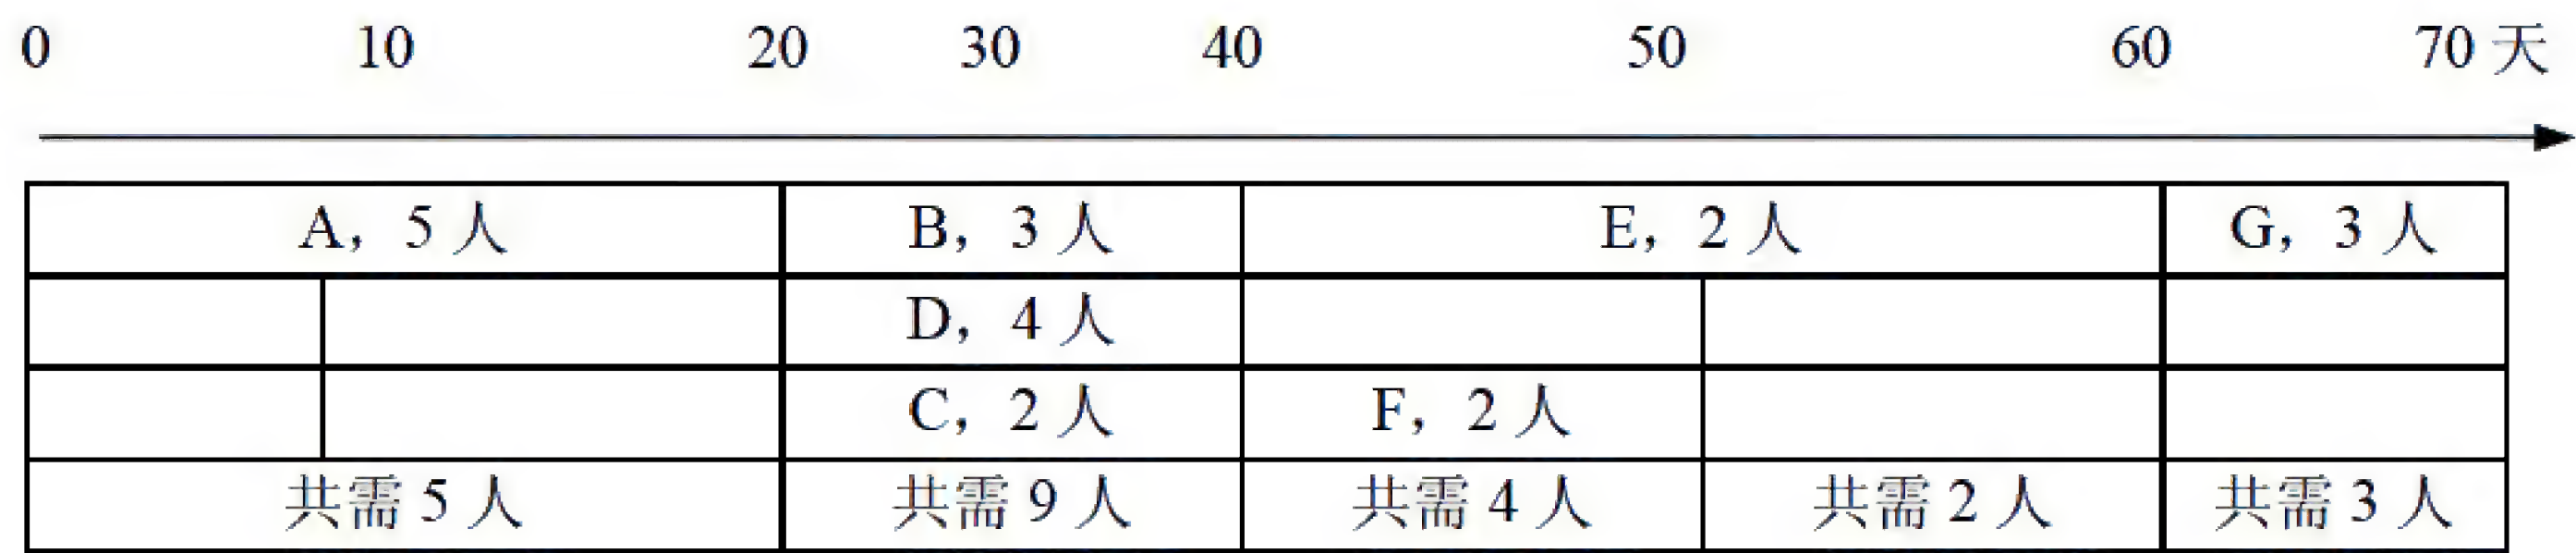 0 10 20 30 40 50 60 70 天
A，5 人 B，3 人 E，2 人 G，3 人
D，4 人
C，2 人 F，2 人
共需 5 人 共需 9 人 共需 4 人 共需 2 人 共需 3 人